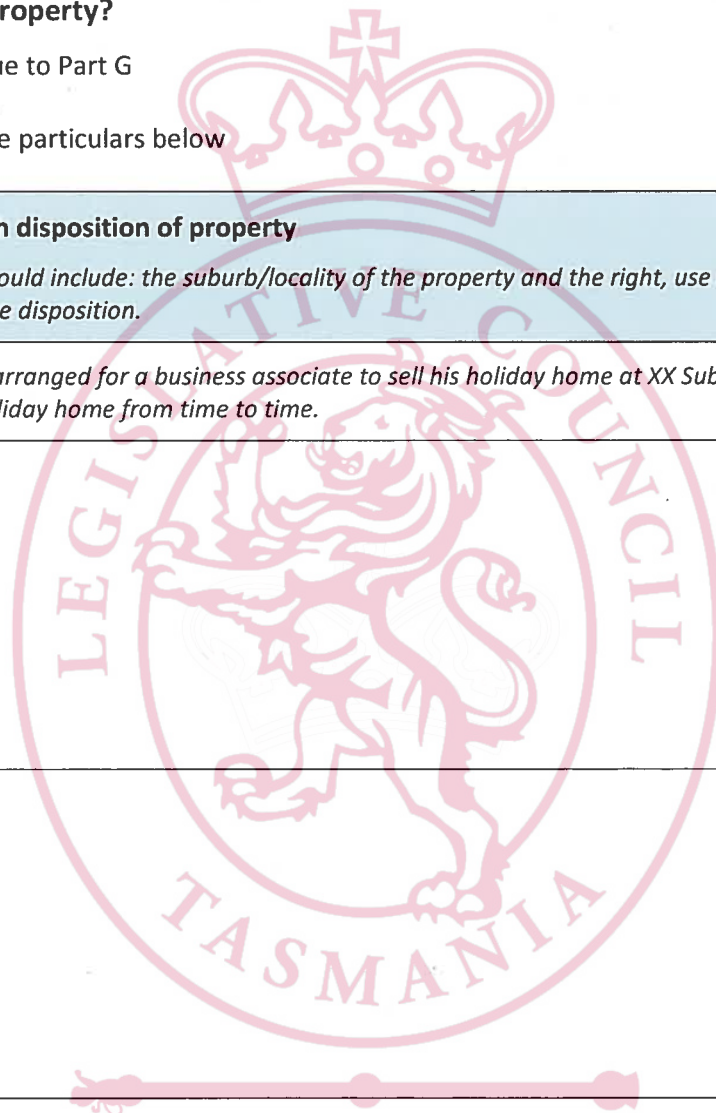 roperty?
ue to Part G
e particulars below
n disposition of property
ould include: the suburb/locality of the property and the right, use
e disposition.
arranged for a business associate to sell his holiday home at XX Sub
liday home from time to time.
LEGISLATIVE COUNCIL
TASMANIA